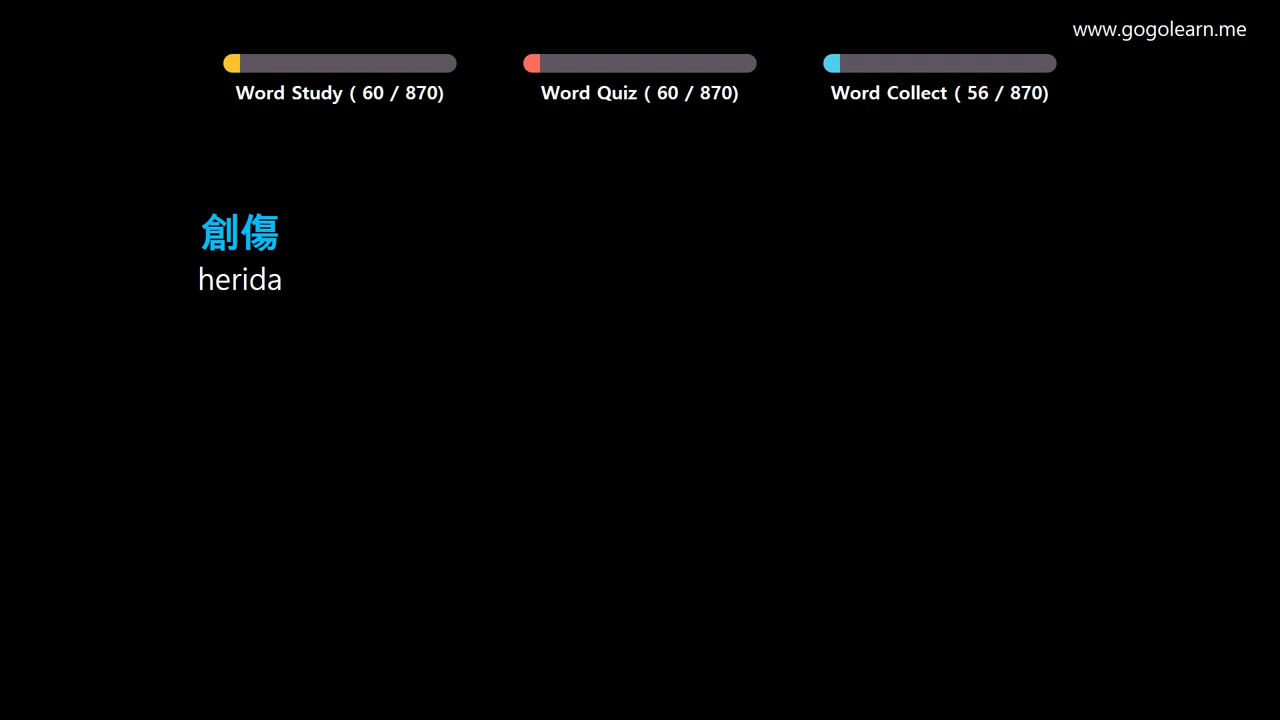 www.gogolearn.me
Word Study ( 60 / 870)
Word Quiz ( 60 / 870)
Word Collect ( 56 / 870)
創傷
herida